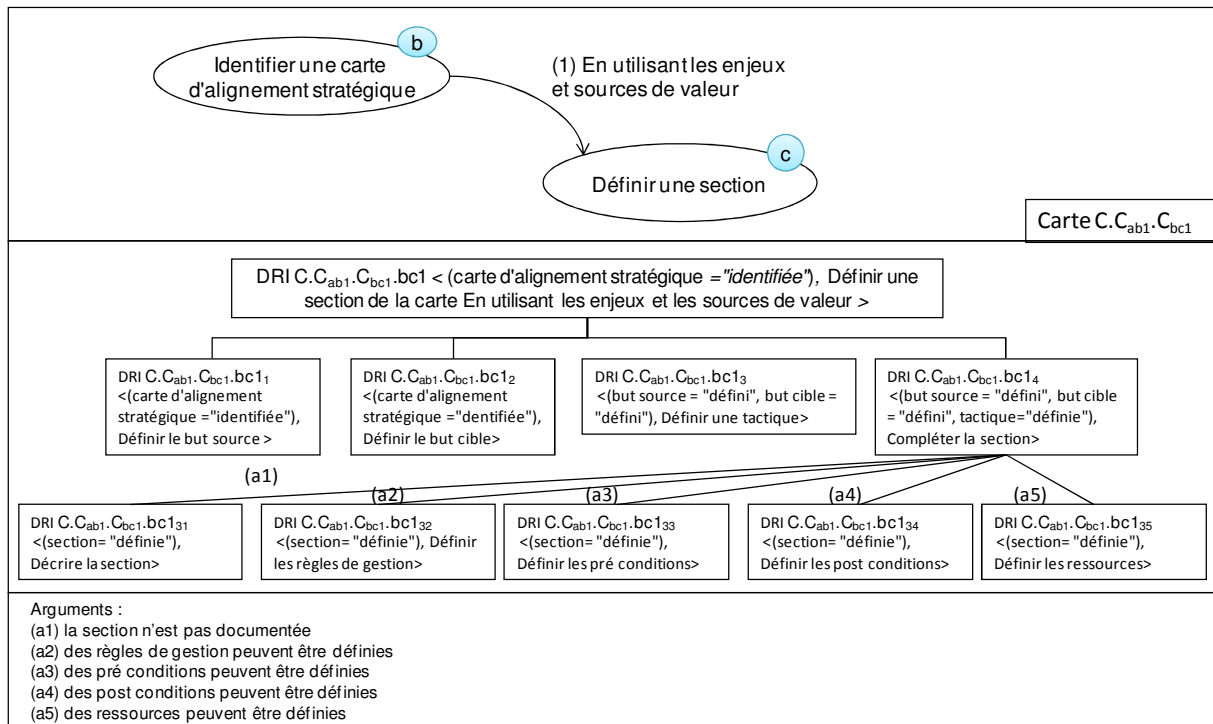 b
Identifier une carte
d'alignement stratégique
(1) En utilisant les enjeux
et sources de valeur
c
Définir une section
Carte C.Cab1.Cbc1
DRI C.Cab1.Cbc1.bc1 < (carte d'alignement stratégique ="identifiée"), Définir une
section de la carte En utilisant les enjeux et les sources de valeur >
DRI C.Cab1.Cbc1.bc11
<(carte d'alignement
stratégique ="identifiée"),
Définir le but source >
DRI C.Cab1.Cbc1.bc12
<(carte d'alignement
stratégique ="dentifiée"),
Définir le but cible>
DRI C.Cab1.Cbc1.bc13
<(but source = "défini", but cible =
"défini"), Définir une tactique>
DRI C.Cab1.Cbc1.bc14
<(but source = "défini", but cible
= "défini", tactique="définie"),
Compléter la section>
(a1)
(a2)
(a3)
(a4)
(a5)
DRI C.Cab1.Cbc1.bc131
<(section= "définie"),
Décrire la section>
DRI C.Cab1.Cbc1.bc132
<(section= "définie"), Définir
les règles de gestion>
DRI C.Cab1.Cbc1.bc133
<(section= "définie"),
Définir les pré conditions>
DRI C.Cab1.Cbc1.bc134
<(section= "définie"),
Définir les post conditions>
DRI C.Cab1.Cbc1.bc135
<(section= "définie"),
Définir les ressources>
Arguments :
(a1) la section n'est pas documentée
(a2) des règles de gestion peuvent être définies
(a3) des pré conditions peuvent être définies
(a4) des post conditions peuvent être définies
(a5) des ressources peuvent être définies